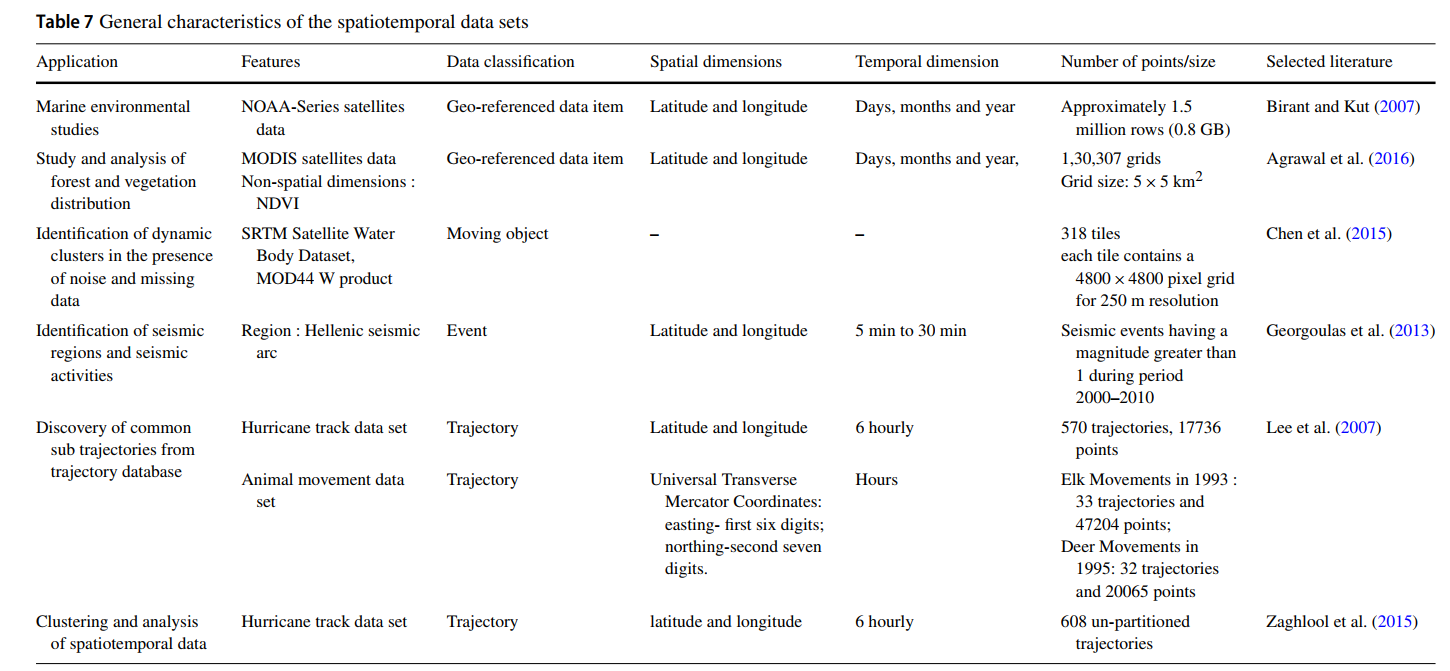 Table 7 General characteristics of the spatiotemporal data sets
Application Features Data classification Spatial dimensions Temporal dimension Number of points/size Selected literature
Marine environmental NOAA-Series satellites Geo-referenced data item Latitude and longitude Days, months and year Approximately 1.5 Birant and Kut (2007)
studies data million rows (0.8 GB)
Study and analysis of MODIS satellites data Geo-referenced data item Latitude and longitude Days, months and year, 1,30,307 grids Agrawal et al. (2016)
forest and vegetation Non-spatial dimensions : Grid size: 5 × 5 km²
distribution NDVI
Identification of dynamic SRTM Satellite Water Moving object – – 318 tiles Chen et al. (2015)
clusters in the presence Body Dataset, each tile contains a
of noise and missing MOD44 W product 4800 × 4800 pixel grid
data for 250 m resolution
Identification of seismic Region : Hellenic seismic Event Latitude and longitude 5 min to 30 min Seismic events having a Georgoulas et al. (2013)
regions and seismic arc magnitude greater than
activities 1 during period
2000–2010
Discovery of common Hurricane track data set Trajectory Latitude and longitude 6 hourly 570 trajectories, 17736 Lee et al. (2007)
sub trajectories from points
trajectory database
Animal movement data Trajectory Universal Transverse Hours Elk Movements in 1993 :
set Mercator Coordinates: 33 trajectories and
easting- first six digits; 47204 points;
northing-second seven Deer Movements in
digits. 1995: 32 trajectories
and 20065 points
Clustering and analysis Hurricane track data set Trajectory latitude and longitude 6 hourly 608 un-partitioned Zaghlool et al. (2015)
of spatiotemporal data trajectories